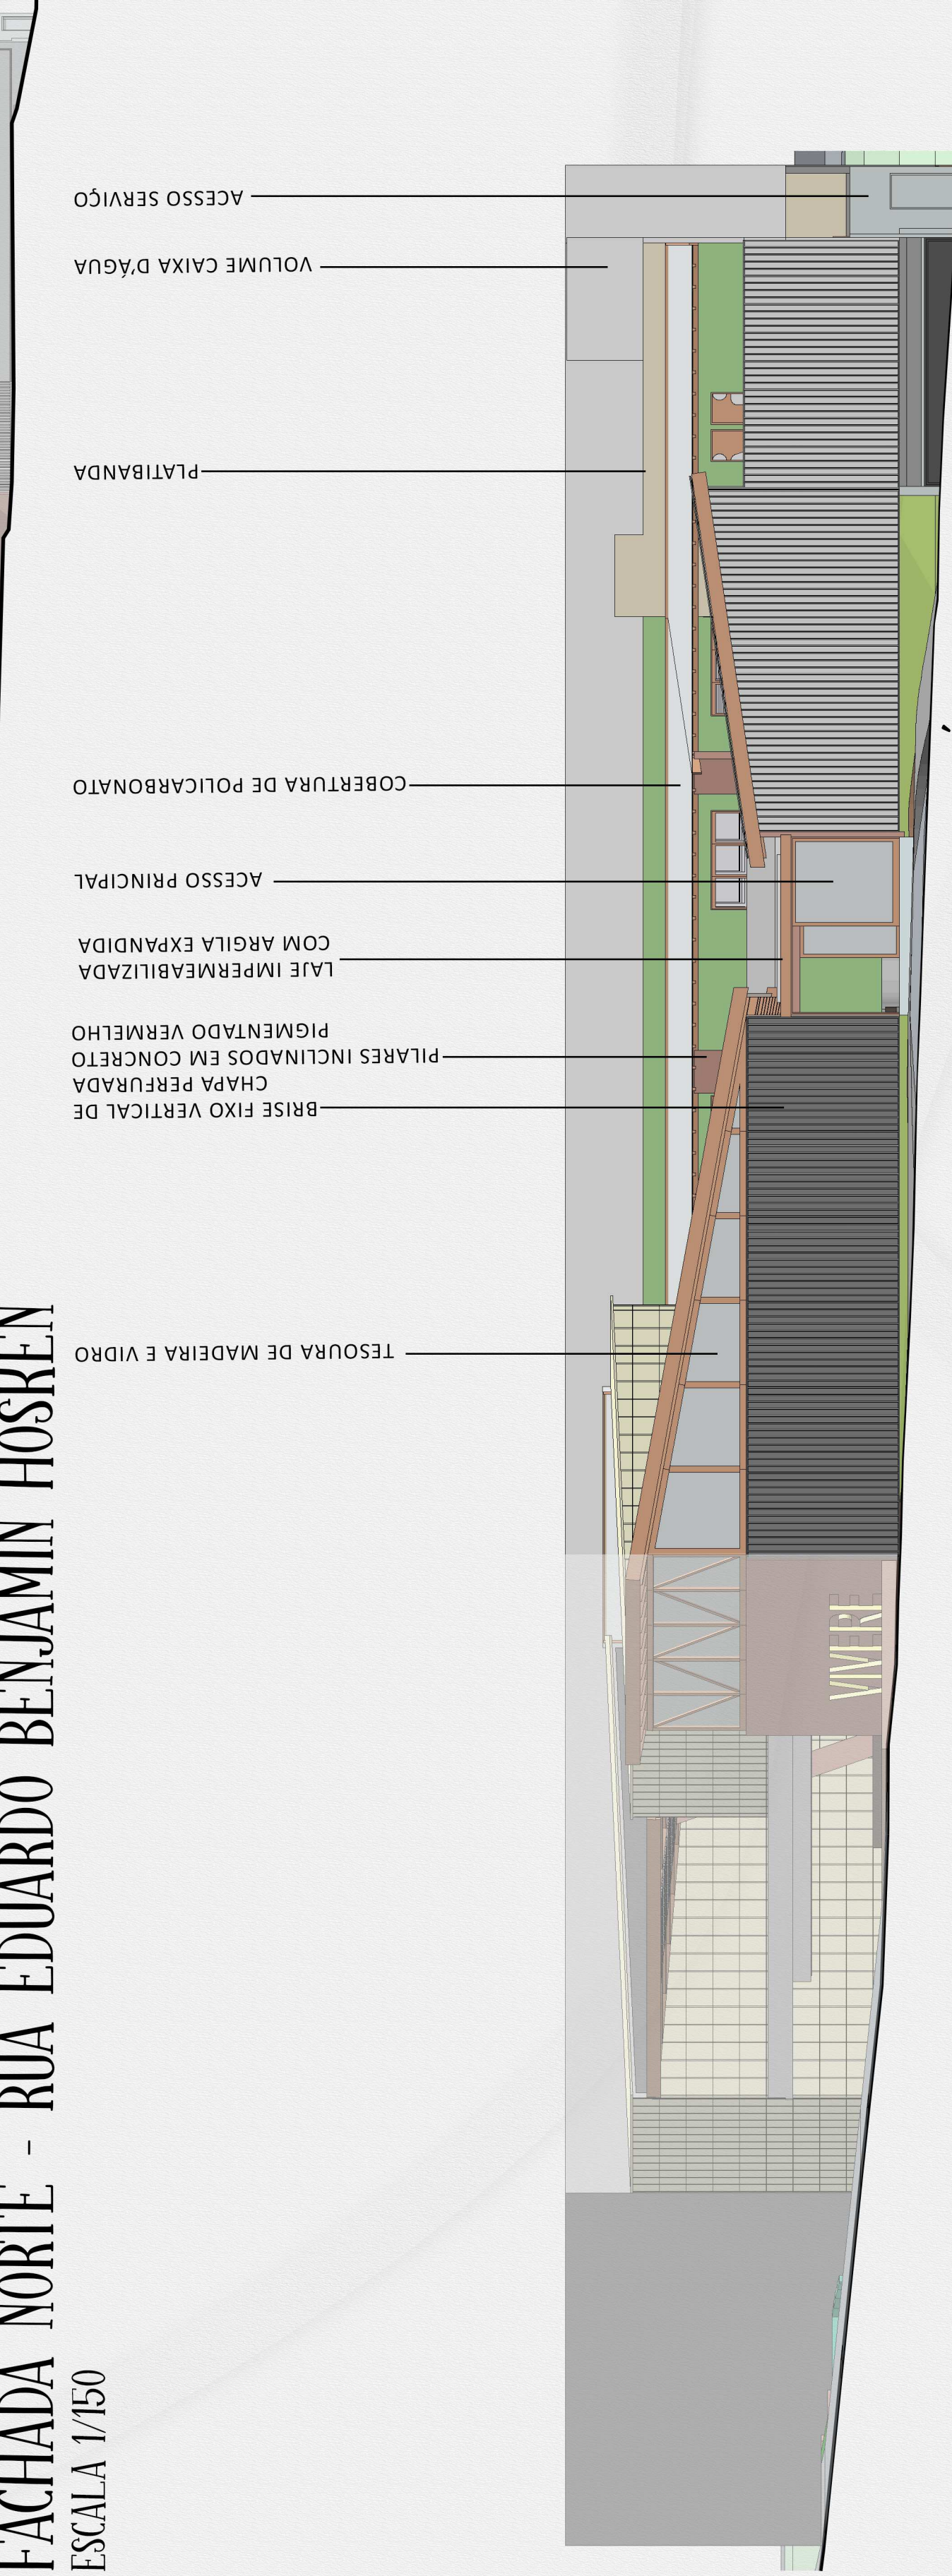 ACESSO SERVIÇO
VOLUME CAIXA D'ÁGUA
PLATIBANDA
COBERTURA DE POLICARBONATO
ACESSO PRINCIPAL
LAJE IMPERMEABILIZADA
COM ARGILA EXPANDIDA
PILARES INCLINADOS EM CONCRETO
PIGMENTADO VERMELHO
BRISE FIXO VERTICAL DE
CHAPA PERFURADA
TESOURA DE MADEIRA E VIDRO
VIVERE
FACHADA NORTE - RUA EDUARDO BENJAMIN HOSREN
ESCALA 1/150